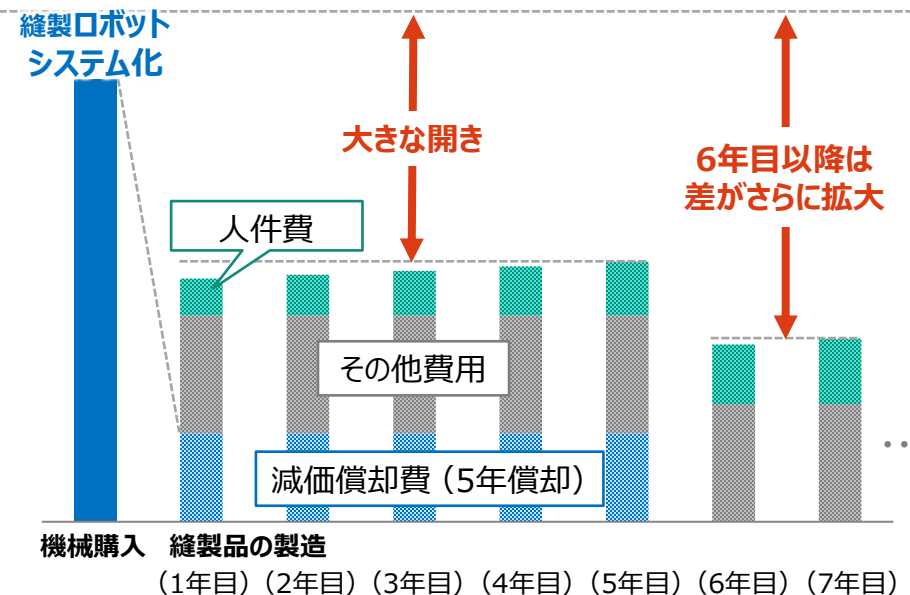 縫製ロボット
システム化
大きな開き
6年目以降は
差がさらに拡大
人件費
その他費用
減価償却費（5年償却）
・・
機械購入　縫製品の製造
（1年目）（2年目）（3年目）（4年目）（5年目）（6年目）（7年目）